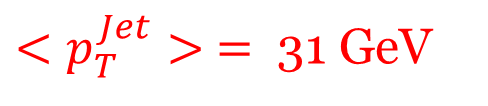 < p_T^{Jet} > = 31 GeV